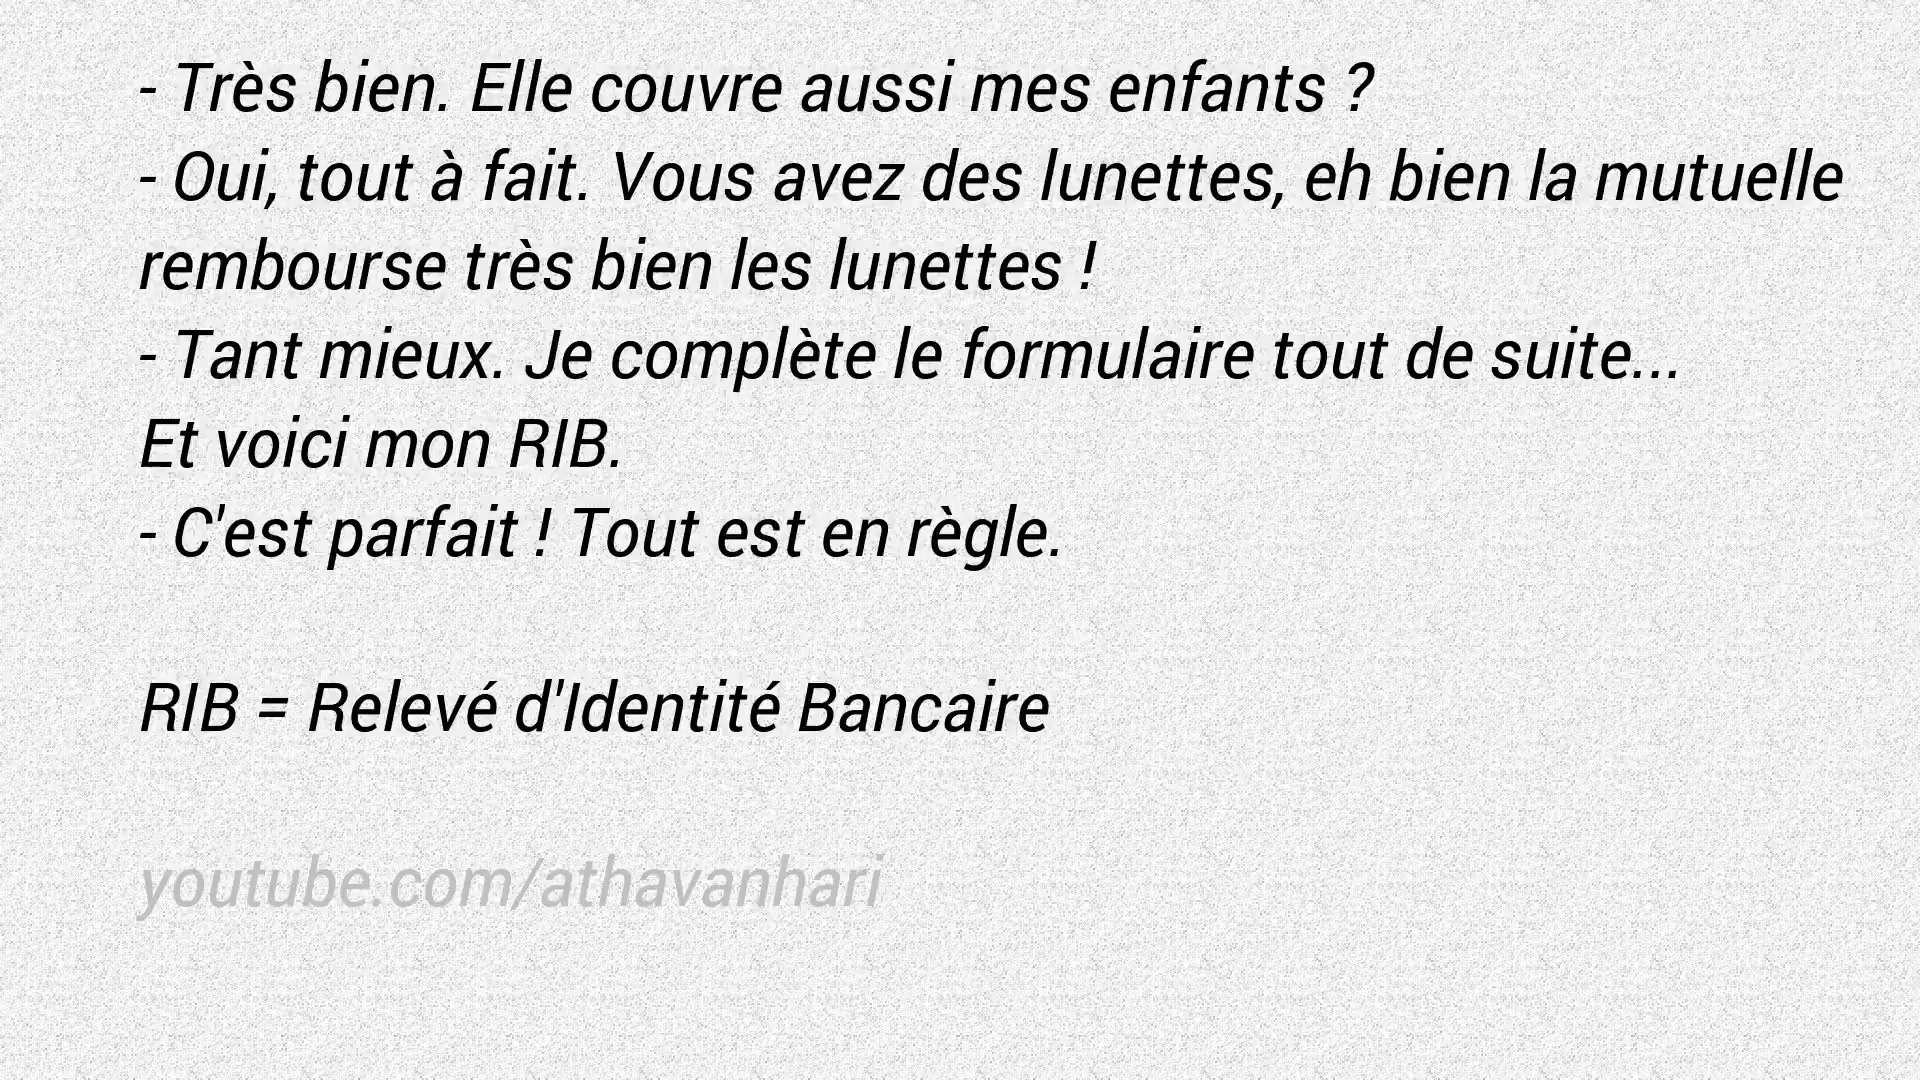 - Très bien. Elle couvre aussi mes enfants ?
- Oui, tout à fait. Vous avez des lunettes, eh bien la mutuelle
rembourse très bien les lunettes !
- Tant mieux. Je complète le formulaire tout de suite...
Et voici mon RIB.
- C'est parfait ! Tout est en règle.
RIB = Relevé d'Identité Bancaire
youtube.com/athavanhari